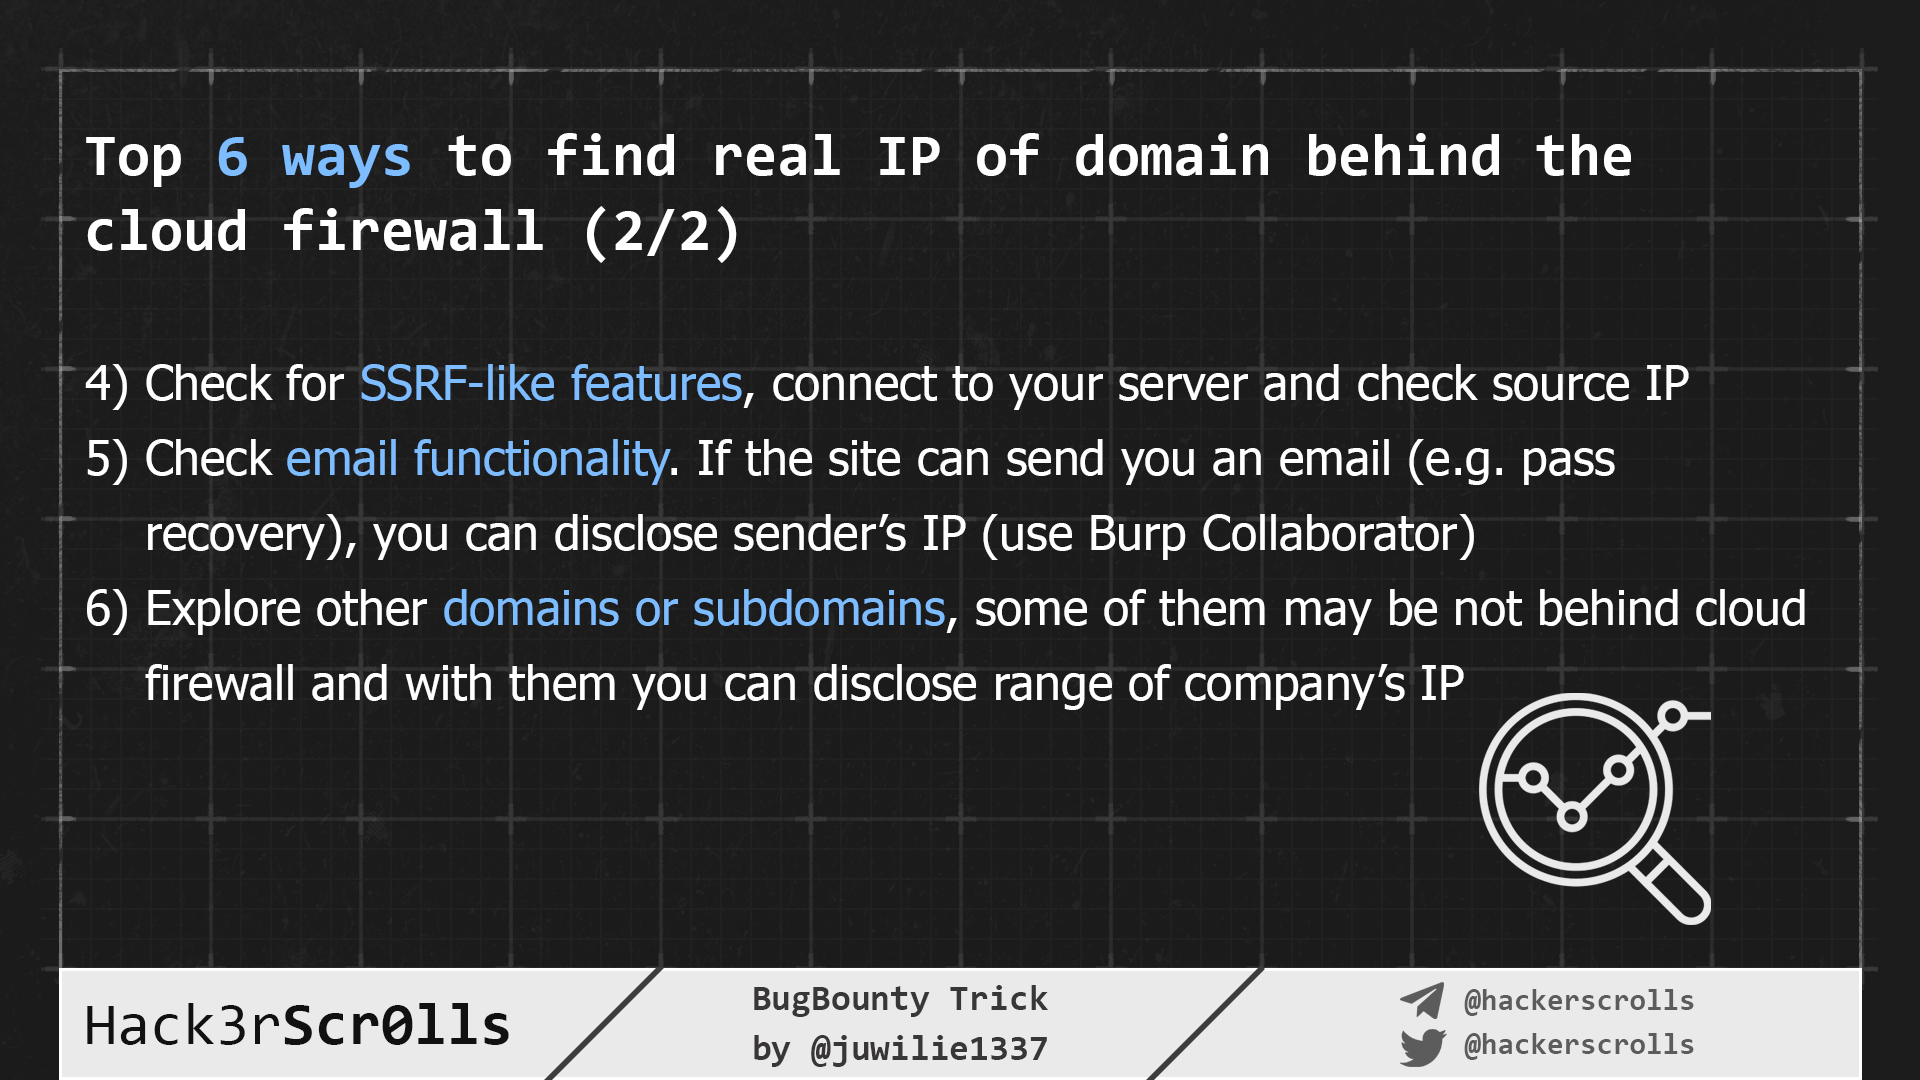 Top 6 ways to find real IP of domain behind the
cloud firewall (2/2)
4) Check for SSRF-like features, connect to your server and check source IP
5) Check email functionality. If the site can send you an email (e.g. pass
recovery), you can disclose sender’s IP (use Burp Collaborator)
6) Explore other domains or subdomains, some of them may be not behind cloud
firewall and with them you can disclose range of company’s IP
Hack3rScr0lls
BugBounty Trick
by @juwilie1337
@hackerscrolls
@hackerscrolls